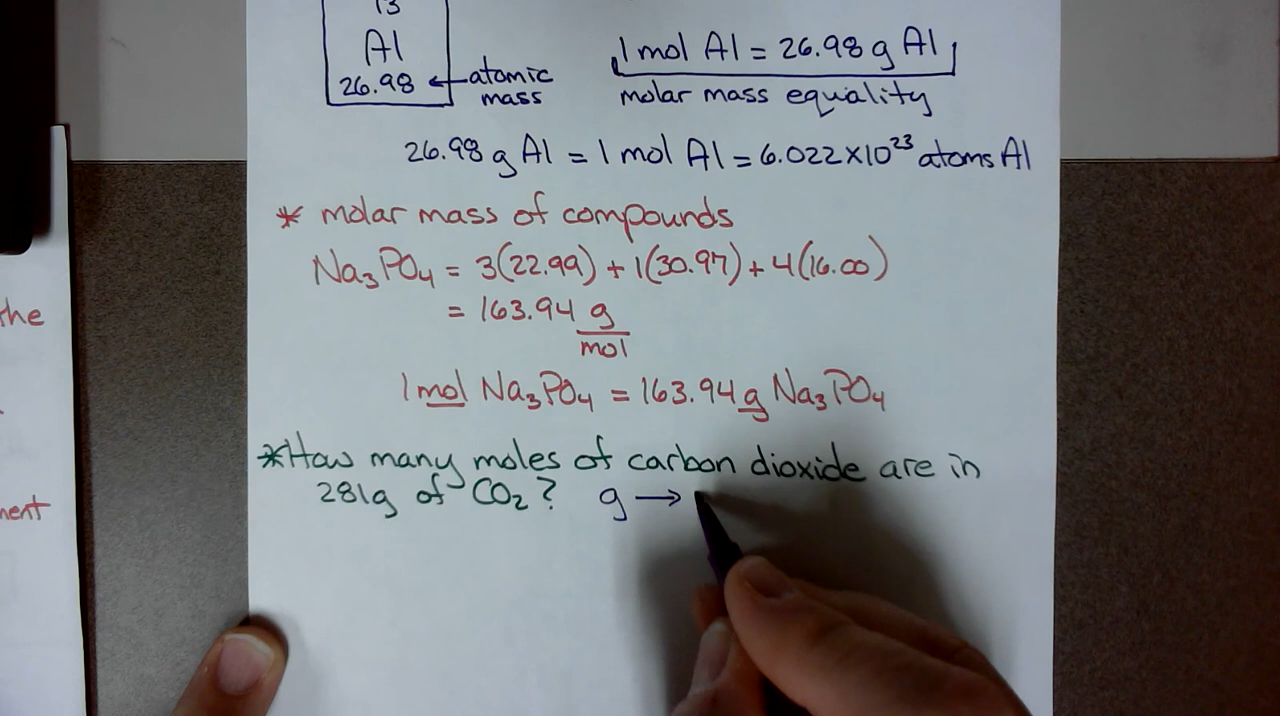 13
Al
26.98 ← atomic mass
1 mol Al = 26.98 g Al
molar mass equality
26.98 g Al = 1 mol Al = 6.022×10²³ atoms Al
* molar mass of compounds
Na₃PO₄ = 3(22.99) + 1(30.97) + 4(16.00)
= 163.94 g/mol
1 mol Na₃PO₄ = 163.94 g Na₃PO₄
*How many moles of carbon dioxide are in
281g of CO₂? g →
the